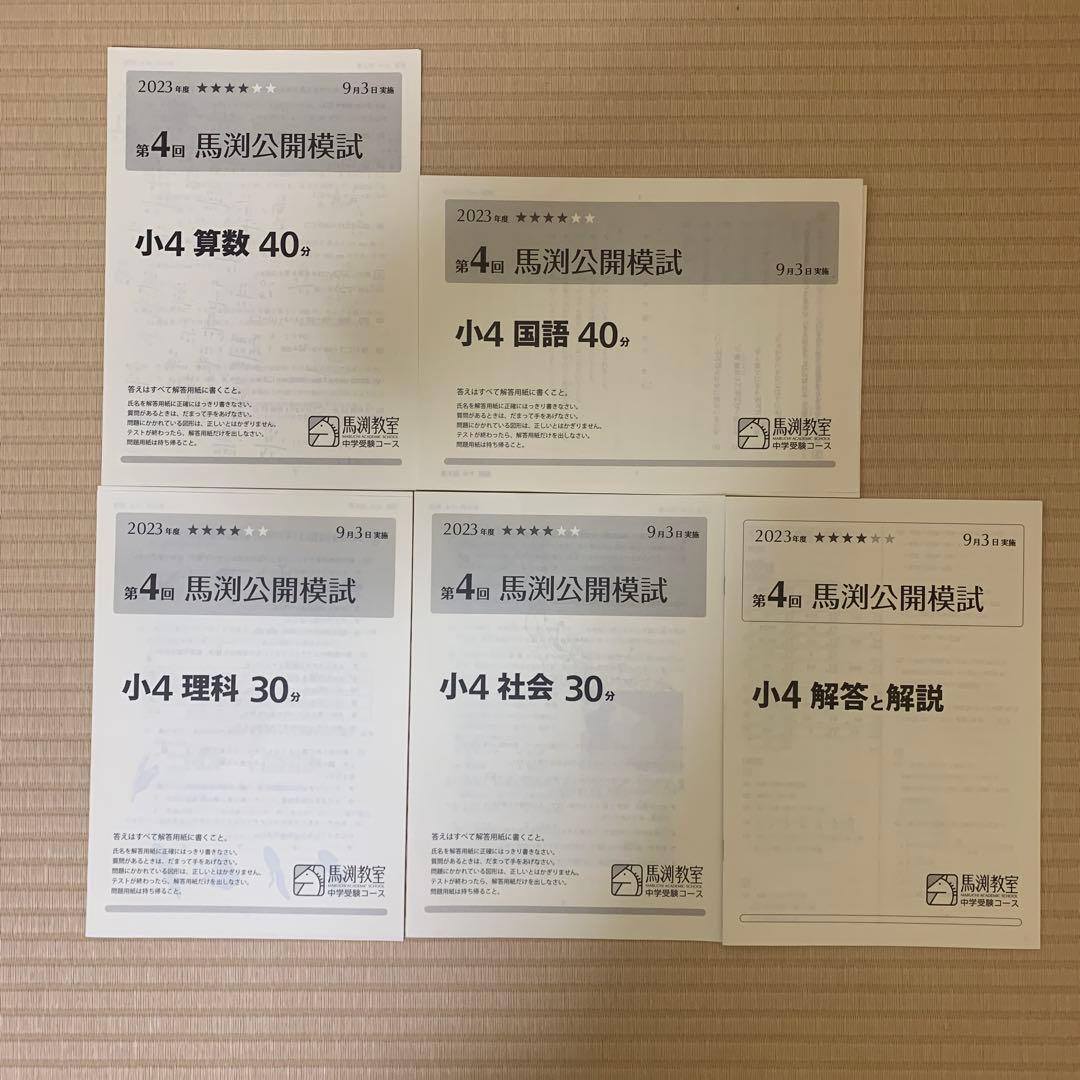 2023年度 ★★★★★★ 9月3日実施
第4回 馬渕公開模試
小4 算数 40分
答えはすべて解答用紙に書くこと。
氏名を解答用紙に正確にはっきり書きなさい。
質問があるときは、だまって手をあげなさい。
問題にかかれている図形は、正しいとはかぎりません。
テストが終わったら、解答用紙だけを出しなさい。
問題用紙は持ち帰ること。
馬渕教室
MABUCHI ACADEMIC SCHOOL
中学受験コース
2023年度 ★★★★★★
第4回 馬渕公開模試
9月3日実施
小4 国語 40分
答えはすべて解答用紙に書くこと。
氏名を解答用紙に正確にはっきり書きなさい。
質問があるときは、だまって手をあげなさい。
問題にかかれている図形は、正しいとはかぎりません。
テストが終わったら、解答用紙だけを出しなさい。
問題用紙は持ち帰ること。
馬渕教室
MABUCHI ACADEMIC SCHOOL
中学受験コース
2023年度 ★★★★★★ 9月3日実施
第4回 馬渕公開模試
小4 理科 30分
答えはすべて解答用紙に書くこと。
氏名を解答用紙に正確にはっきり書きなさい。
質問があるときは、だまって手をあげなさい。
問題にかかれている図形は、正しいとはかぎりません。
テストが終わったら、解答用紙だけを出しなさい。
問題用紙は持ち帰ること。
馬渕教室
MABUCHI ACADEMIC SCHOOL
中学受験コース
2023年度 ★★★★★★ 9月3日実施
第4回 馬渕公開模試
小4 社会 30分
答えはすべて解答用紙に書くこと。
氏名を解答用紙に正確にはっきり書きなさい。
質問があるときは、だまって手をあげなさい。
問題にかかれている図形は、正しいとはかぎりません。
テストが終わったら、解答用紙だけを出しなさい。
問題用紙は持ち帰ること。
馬渕教室
MABUCHI ACADEMIC SCHOOL
中学受験コース
2023年度 ★★★★★★ 9月3日実施
第4回 馬渕公開模試
小4 解答と解説
馬渕教室
MABUCHI ACADEMIC SCHOOL
中学受験コース